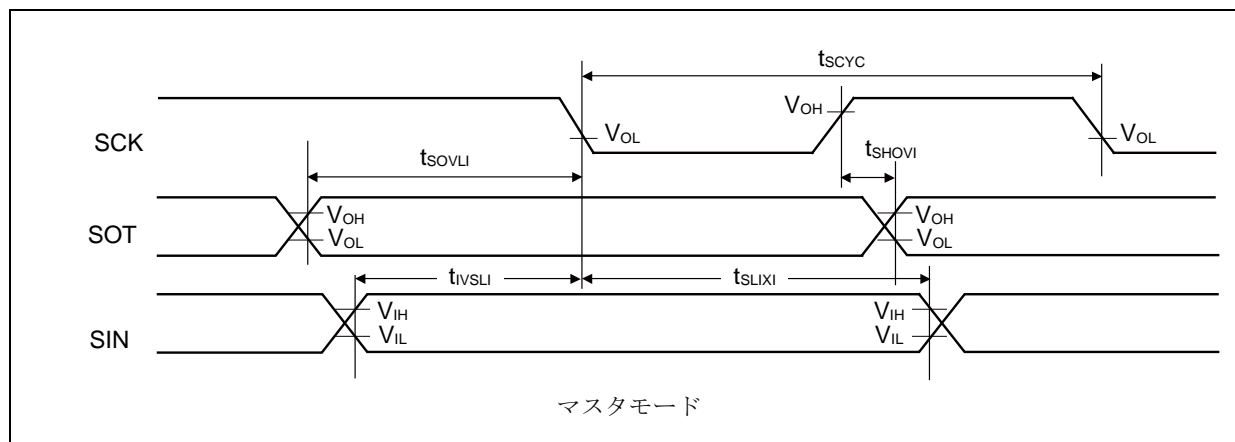 tSCYC
VOH
SCK
VOL
VOL
tSHOVI
tSOVLI
VOH
VOH
SOT
VOL
VOL
tIVSLI
tSLIXI
VIH
VIH
SIN
VIL
VIL
マスタモード